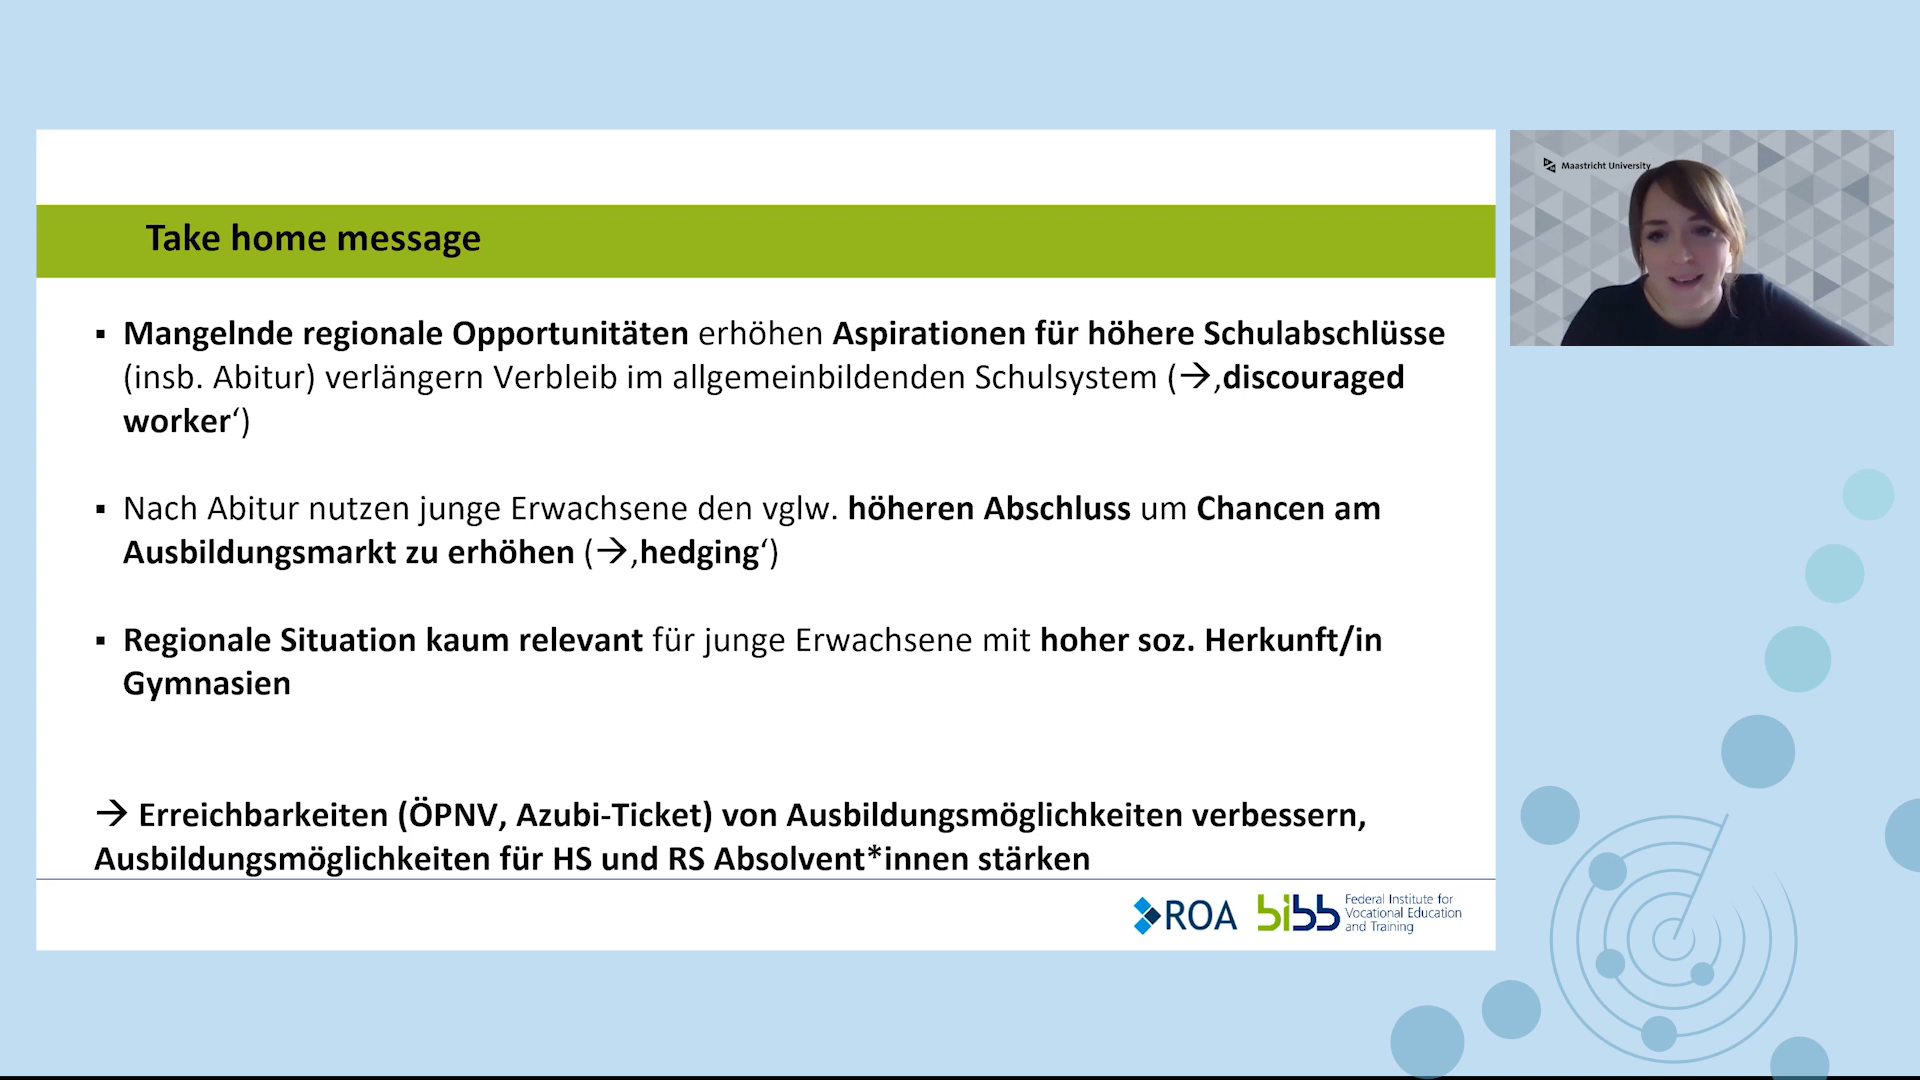 Maastricht University
Take home message
▪ Mangelnde regionale Opportunitäten erhöhen Aspirationen für höhere Schulabschlüsse
(insb. Abitur) verlängern Verbleib im allgemeinbildenden Schulsystem (→‚discouraged
worker‘)
▪ Nach Abitur nutzen junge Erwachsene den vglw. höheren Abschluss um Chancen am
Ausbildungsmarkt zu erhöhen (→‚hedging‘)
▪ Regionale Situation kaum relevant für junge Erwachsene mit hoher soz. Herkunft/in
Gymnasien
→ Erreichbarkeiten (ÖPNV, Azubi-Ticket) von Ausbildungsmöglichkeiten verbessern,
Ausbildungsmöglichkeiten für HS und RS Absolvent*innen stärken
ROA
bibb
Federal Institute for
Vocational Education
and Training